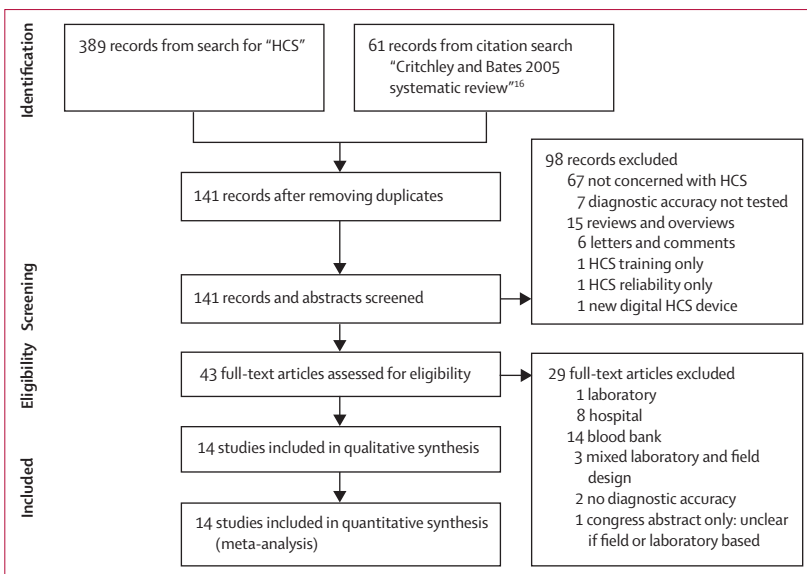 Identification
389 records from search for “HCS”
61 records from citation search
“Critchley and Bates 2005
systematic review”16
141 records after removing duplicates
98 records excluded
67 not concerned with HCS
7 diagnostic accuracy not tested
15 reviews and overviews
6 letters and comments
1 HCS training only
1 HCS reliability only
1 new digital HCS device
Screening
141 records and abstracts screened
Eligibility
43 full-text articles assessed for eligibility
29 full-text articles excluded
1 laboratory
8 hospital
14 blood bank
3 mixed laboratory and field
design
2 no diagnostic accuracy
1 congress abstract only: unclear
if field or laboratory based
Included
14 studies included in qualitative synthesis
14 studies included in quantitative synthesis
(meta-analysis)